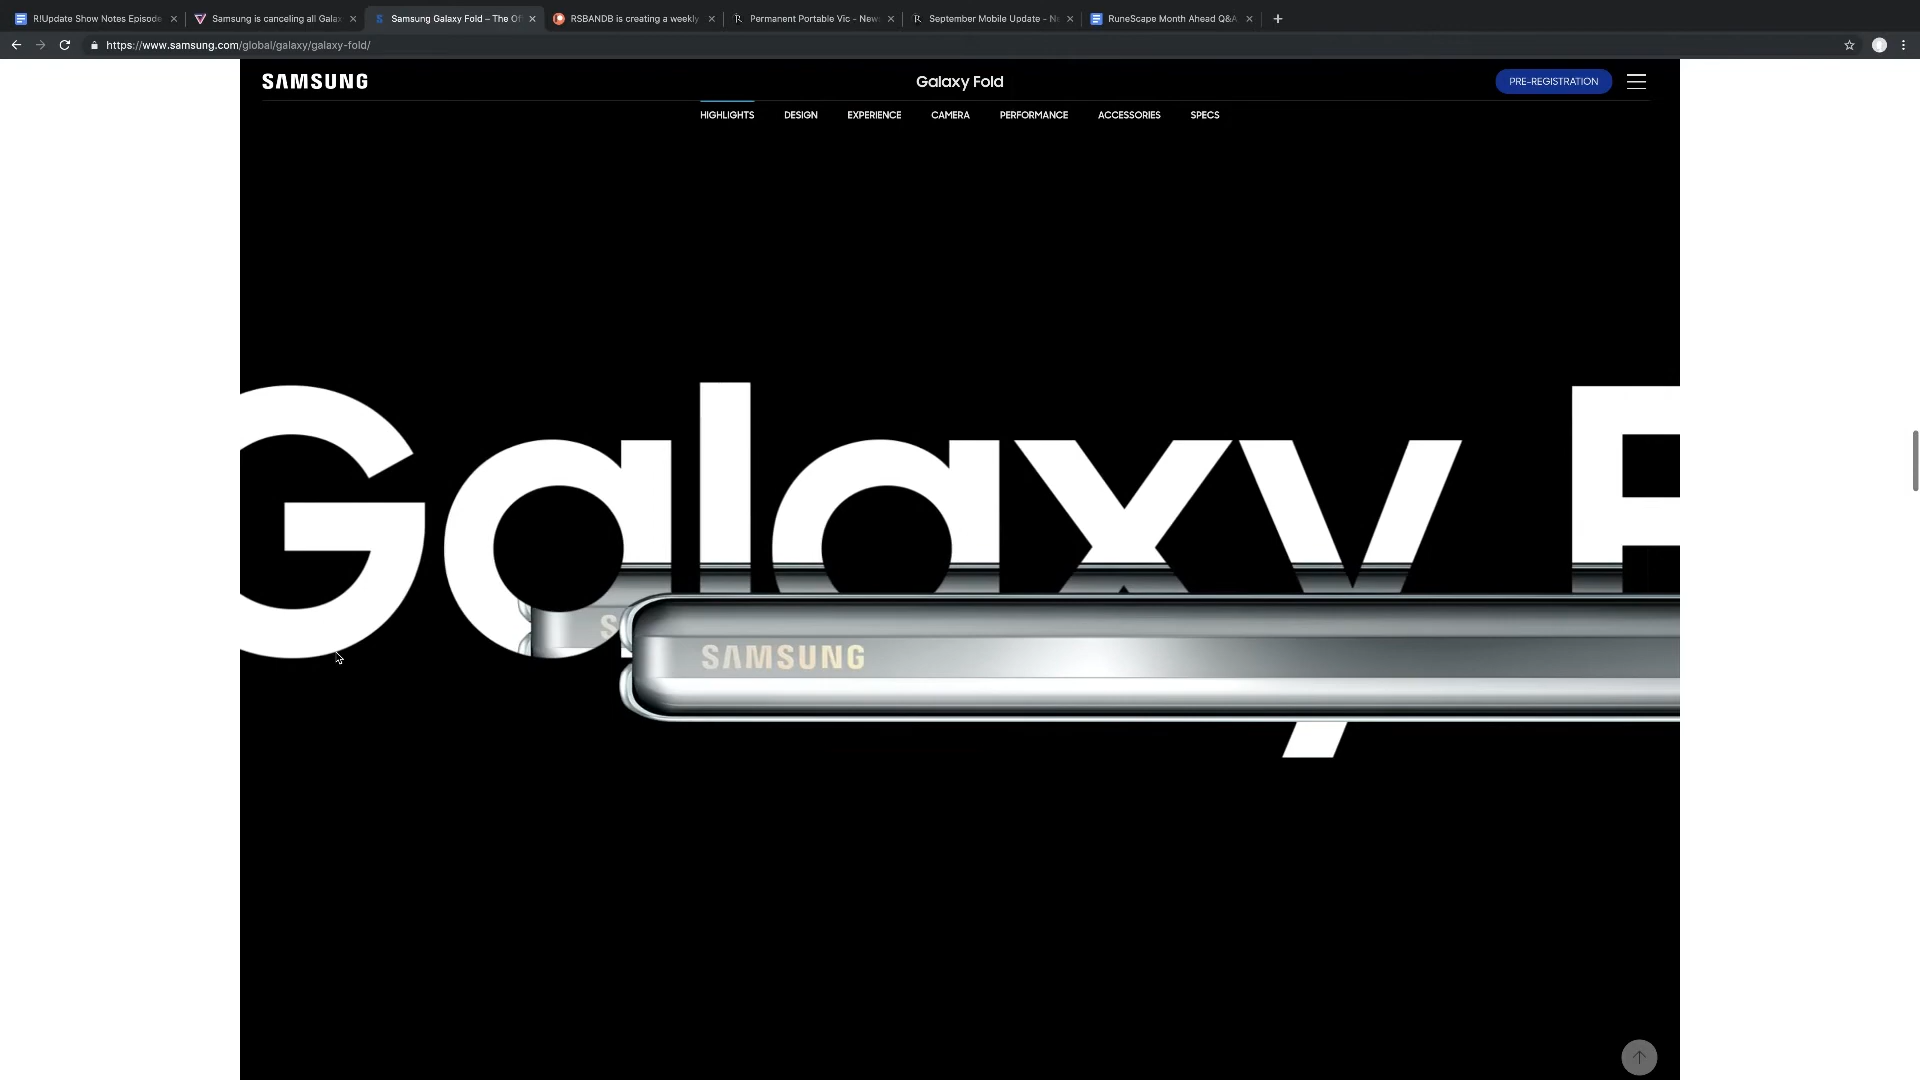 R!Update Show Notes Episode
Samsung is canceling all Galax
Samsung Galaxy Fold – The Of
RSBANDB is creating a weekly
Permanent Portable Vic - News
September Mobile Update - N
RuneScape Month Ahead Q&A
https://www.samsung.com/global/galaxy/galaxy-fold/
SAMSUNG
Galaxy Fold
PRE-REGISTRATION
HIGHLIGHTS
DESIGN
EXPERIENCE
CAMERA
PERFORMANCE
ACCESSORIES
SPECS
Galaxy F
S
SAMSUNG